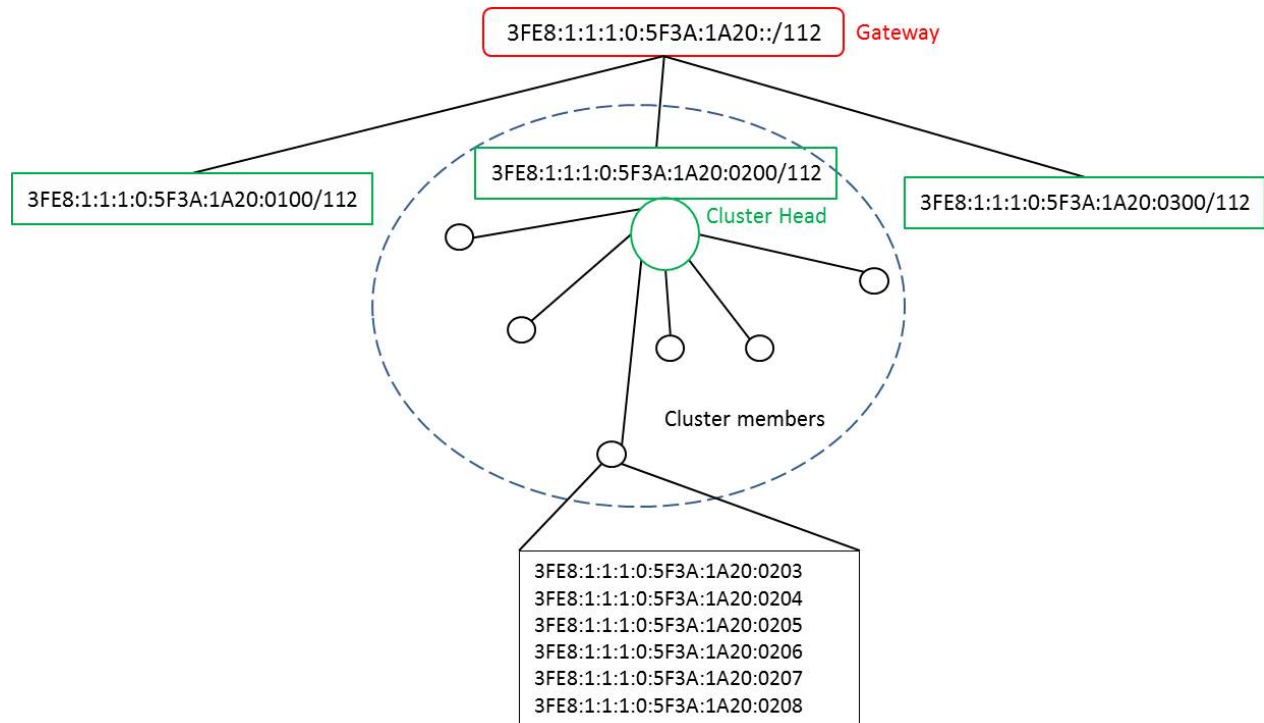 3FE8:1:1:1:0:5F3A:1A20::/112
Gateway
3FE8:1:1:1:0:5F3A:1A20:0100/112
3FE8:1:1:1:0:5F3A:1A20:0200/112
3FE8:1:1:1:0:5F3A:1A20:0300/112
Cluster Head
Cluster members
3FE8:1:1:1:0:5F3A:1A20:0203
3FE8:1:1:1:0:5F3A:1A20:0204
3FE8:1:1:1:0:5F3A:1A20:0205
3FE8:1:1:1:0:5F3A:1A20:0206
3FE8:1:1:1:0:5F3A:1A20:0207
3FE8:1:1:1:0:5F3A:1A20:0208